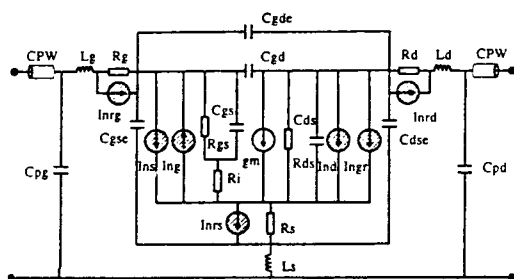 Cgde
CPW Lg Rg Cgd Rd Ld CPW
Inrg Inrd
Cgse Cgs Cds Cdse
Ins Ing Rgs gm Rds Ind Ingr
Cpg Ri Cpd
Inrs Rs
Ls